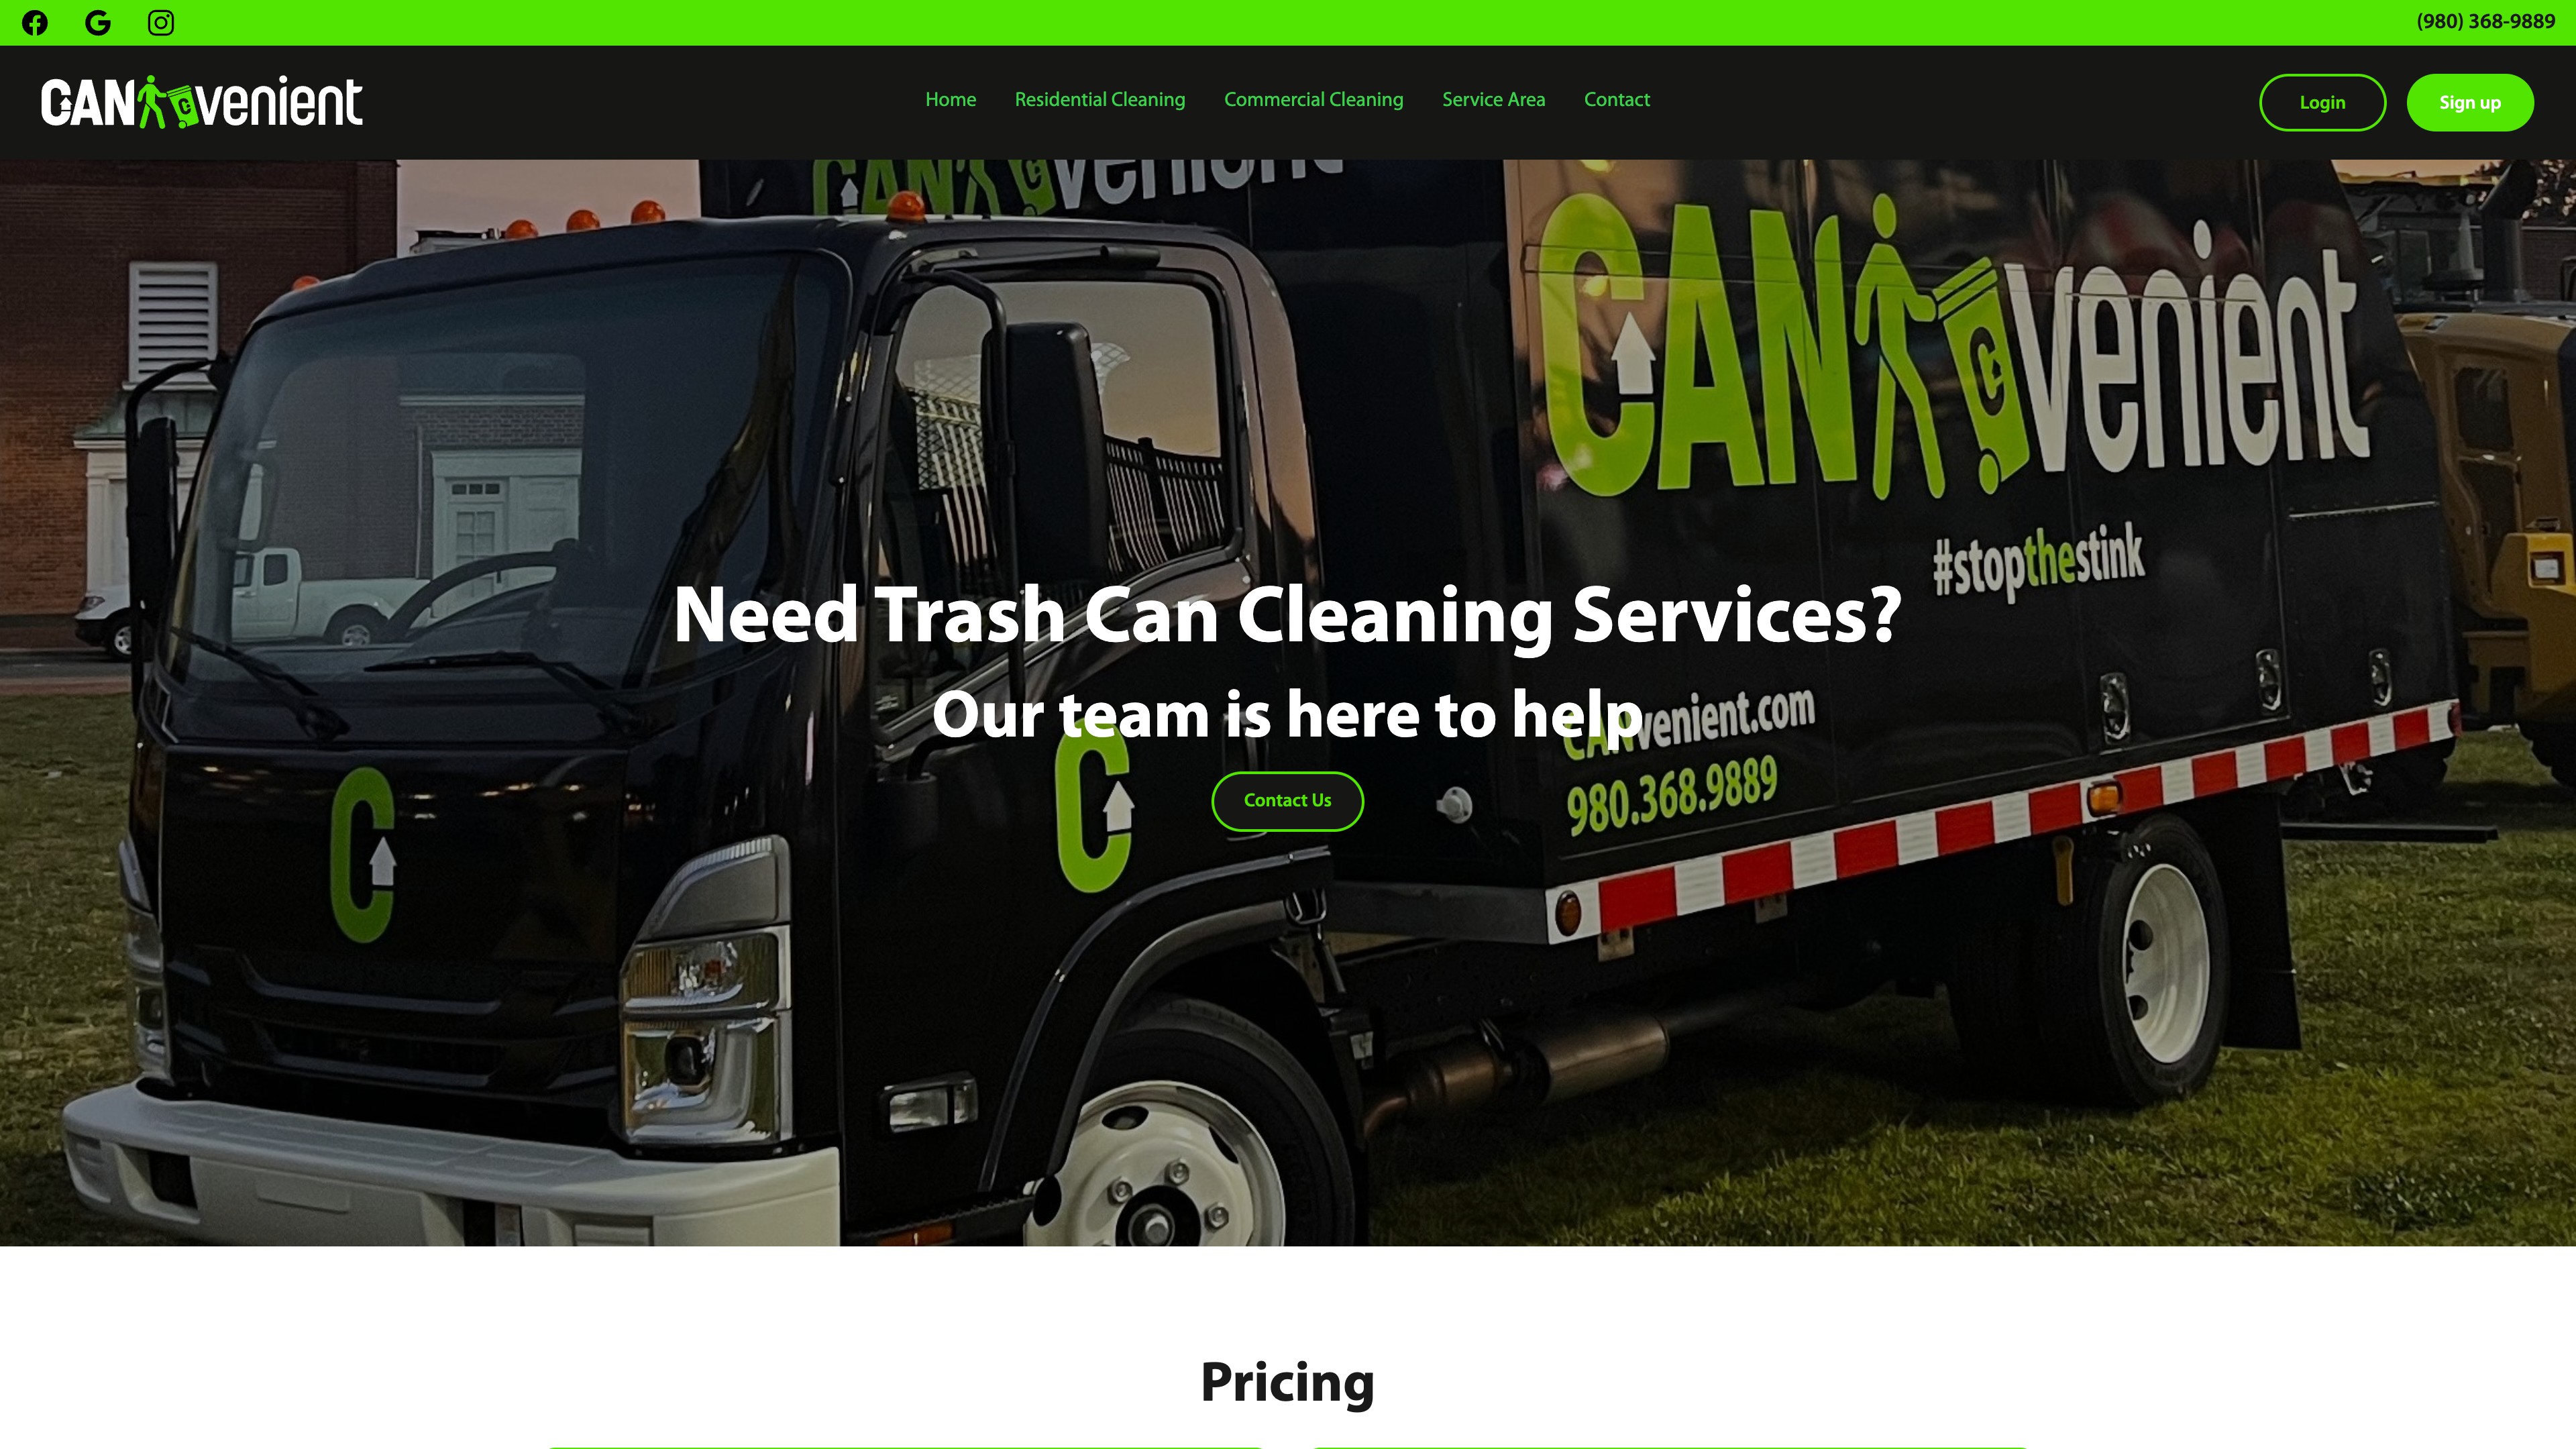 (980) 368-9889
CANvenient
Home Residential Cleaning Commercial Cleaning Service Area Contact
Login Sign up
CANvenient
CANvenient
#stopthestink
Need Trash Can Cleaning Services?
Our team is here to help
CANvenient.com
980.368.9889
C
C
Contact Us
Pricing